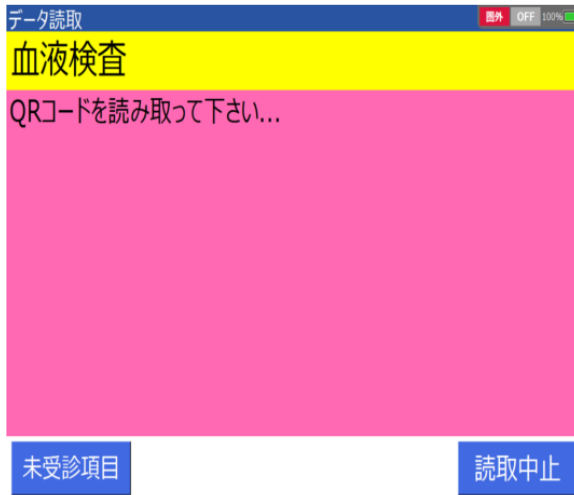 データ読取
圏外 OFF 100%
血液検査
QRコードを読み取って下さい...
未受診項目
読取中止